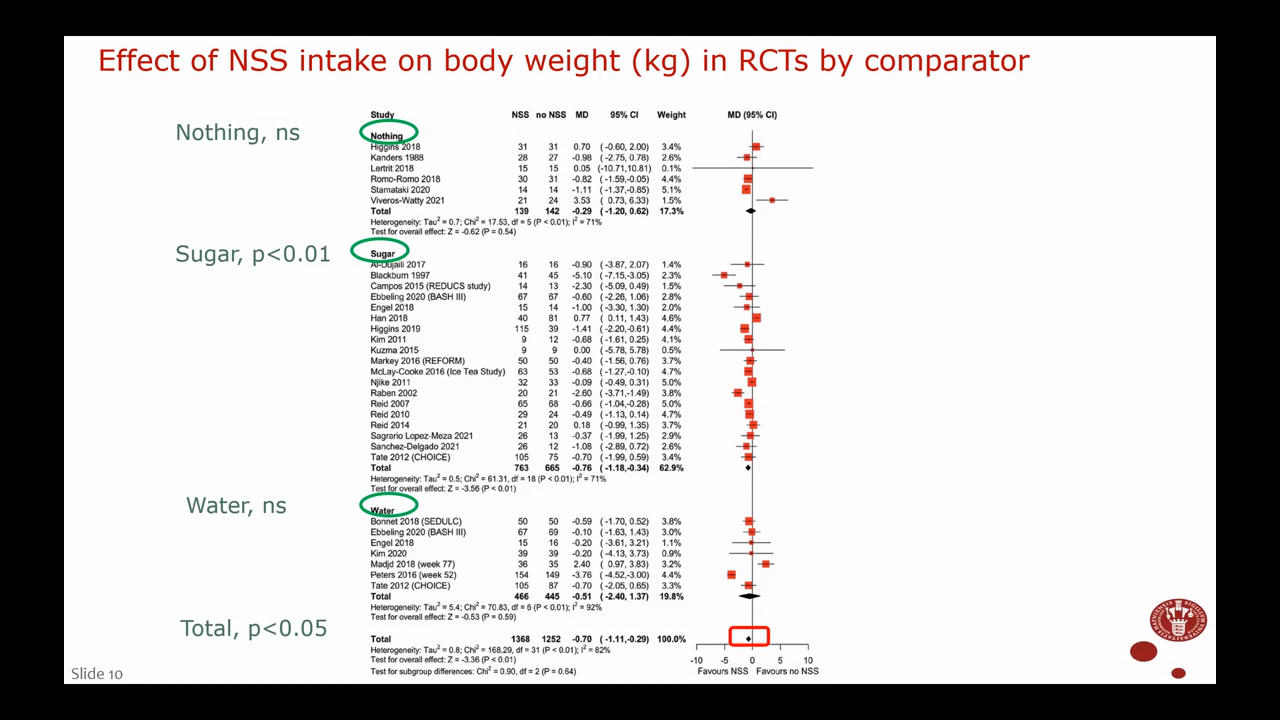 Effect of NSS intake on body weight (kg) in RCTs by comparator
Study NSS no NSS MD 95% CI Weight MD (95% CI)
Nothing, ns
Nothing
Higgins 2018 31 31 0.70 (-0.60, 2.00) 3.4%
Kanders 1988 28 27 -0.98 (-2.75, 0.78) 2.6%
Lertrit 2018 15 15 0.05 (-10.71,10.81) 0.1%
Romo-Romo 2018 30 31 -0.82 (-1.59,-0.05) 4.4%
Stamataki 2020 14 14 -1.11 (-1.37,-0.85) 5.1%
Viveros-Watty 2021 21 24 3.53 ( 0.73, 6.33) 1.5%
Total 139 142 -0.29 (-1.20, 0.62) 17.3%
Heterogeneity: Tau² = 0.7; Chi² = 17.53, df = 5 (P < 0.01); I² = 71%
Test for overall effect: Z = -0.62 (P = 0.54)
Sugar, p<0.01
Sugar
Al-Dujaili 2017 16 16 -0.90 (-3.87, 2.07) 1.4%
Blackburn 1997 41 45 -5.10 (-7.15,-3.05) 2.3%
Campos 2015 (REDUCS study) 14 13 -2.30 (-5.09, 0.49) 1.5%
Ebbeling 2020 (BASH III) 67 67 -0.60 (-2.26, 1.06) 2.8%
Engel 2018 15 14 -1.00 (-3.30, 1.30) 2.0%
Han 2018 40 81 0.77 ( 0.11, 1.43) 4.6%
Higgins 2019 115 39 -1.41 (-2.20,-0.61) 4.4%
Kim 2011 9 12 -0.68 (-1.61, 0.25) 4.1%
Kuzma 2015 9 9 0.00 (-5.78, 5.78) 0.5%
Markey 2016 (REFORM) 50 50 -0.40 (-1.56, 0.76) 3.7%
McLay-Cooke 2016 (Ice Tea Study) 63 53 -0.68 (-1.27,-0.10) 4.7%
Njike 2011 32 33 -0.09 (-0.49, 0.31) 5.0%
Raben 2002 20 21 -2.60 (-3.71,-1.49) 3.8%
Reid 2007 65 68 -0.66 (-1.04,-0.28) 5.0%
Reid 2010 29 24 -0.49 (-1.13, 0.14) 4.7%
Reid 2014 21 20 0.18 (-0.99, 1.35) 3.7%
Sagrario Lopez-Meza 2021 26 13 -0.37 (-1.99, 1.25) 2.9%
Sanchez-Delgado 2021 26 12 -1.08 (-2.89, 0.72) 2.6%
Tate 2012 (CHOICE) 105 75 -0.70 (-1.99, 0.59) 3.4%
Total 763 665 -0.76 (-1.18,-0.34) 62.9%
Heterogeneity: Tau² = 0.5; Chi² = 61.31, df = 18 (P < 0.01); I² = 71%
Test for overall effect: Z = -3.56 (P < 0.01)
Water, ns
Water
Bonnet 2018 (SEDULC) 50 50 -0.59 (-1.70, 0.52) 3.8%
Ebbeling 2020 (BASH III) 67 69 -0.10 (-1.63, 1.43) 3.0%
Engel 2018 15 16 -0.20 (-3.61, 3.21) 1.1%
Kim 2020 39 39 -0.20 (-4.13, 3.73) 0.9%
Madjd 2018 (week 77) 36 35 2.40 ( 0.97, 3.83) 3.2%
Peters 2016 (week 52) 154 149 -3.76 (-4.52,-3.00) 4.4%
Tate 2012 (CHOICE) 105 87 -0.70 (-2.05, 0.65) 3.3%
Total 466 445 -0.51 (-2.40, 1.37) 19.8%
Heterogeneity: Tau² = 5.4; Chi² = 70.83, df = 6 (P < 0.01); I² = 92%
Test for overall effect: Z = -0.53 (P = 0.59)
Total, p<0.05
Total 1368 1252 -0.70 (-1.11,-0.29) 100.0%
Heterogeneity: Tau² = 0.8; Chi² = 168.29, df = 31 (P < 0.01); I² = 82%
Test for overall effect: Z = -3.36 (P < 0.01)
Test for subgroup differences: Chi² = 0.90, df = 2 (P = 0.64)
-10 -5 0 5 10
Favours NSS Favours no NSS
Slide 10